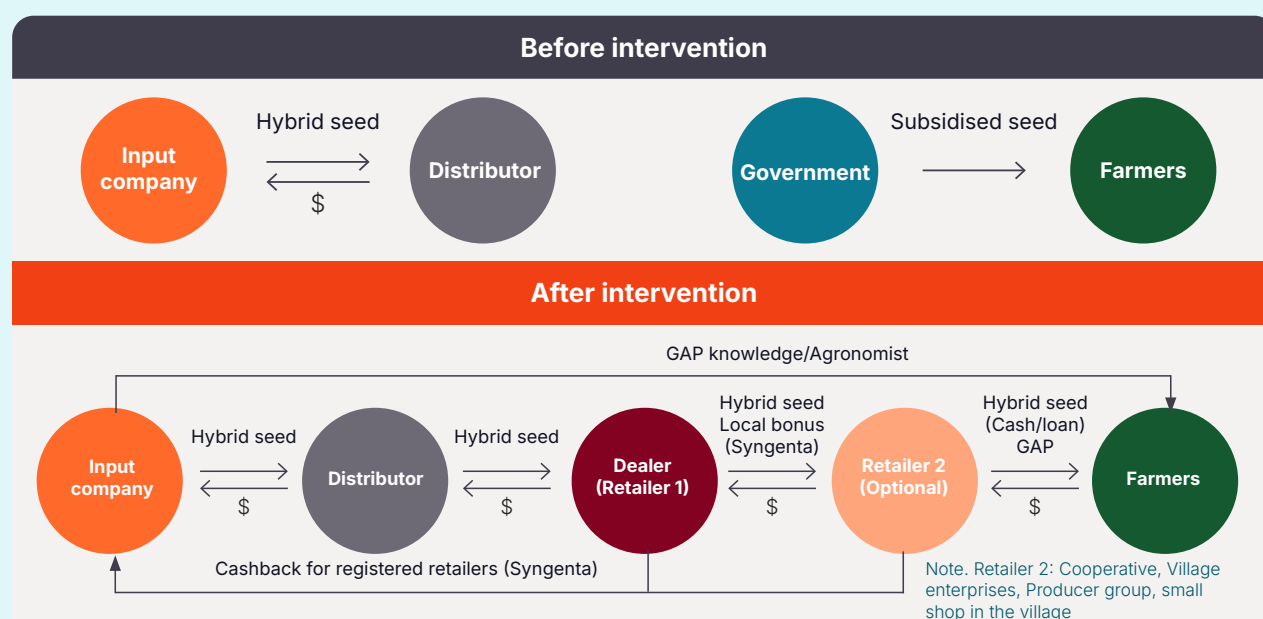 Before intervention
Hybrid seed
Subsidised seed
Input
company
Distributor
Government
Farmers
$
After intervention
GAP knowledge/Agronomist
Hybrid seed
Hybrid seed
Hybrid seed
Local bonus
(Syngenta)
Hybrid seed
(Cash/loan)
GAP
Input
company
Distributor
Dealer
(Retailer 1)
Retailer 2
(Optional)
Farmers
$
$
$
$
Cashback for registered retailers (Syngenta)
Note. Retailer 2: Cooperative, Village
enterprises, Producer group, small
shop in the village